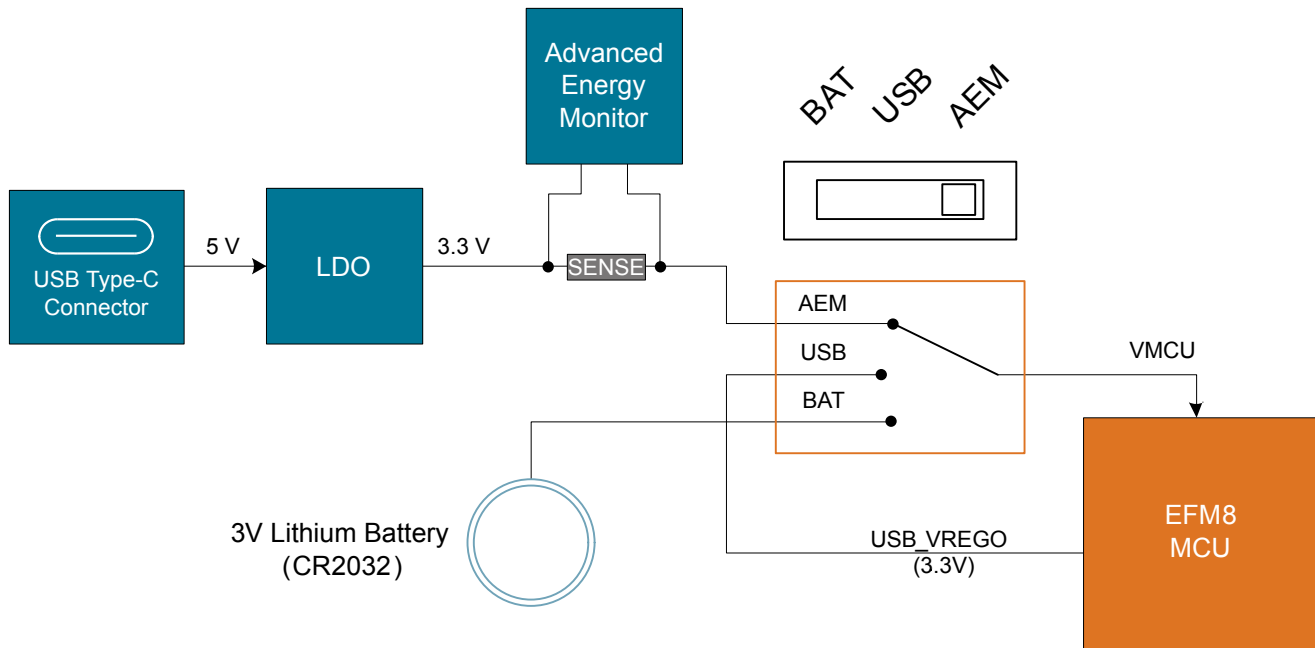 Advanced
Energy
Monitor
BAT
USB
AEM
USB Type-C
Connector
5 V
LDO
3.3 V
SENSE
AEM
USB
BAT
VMCU
3V Lithium Battery
(CR2032)
USB_VREGO
(3.3V)
EFM8
MCU